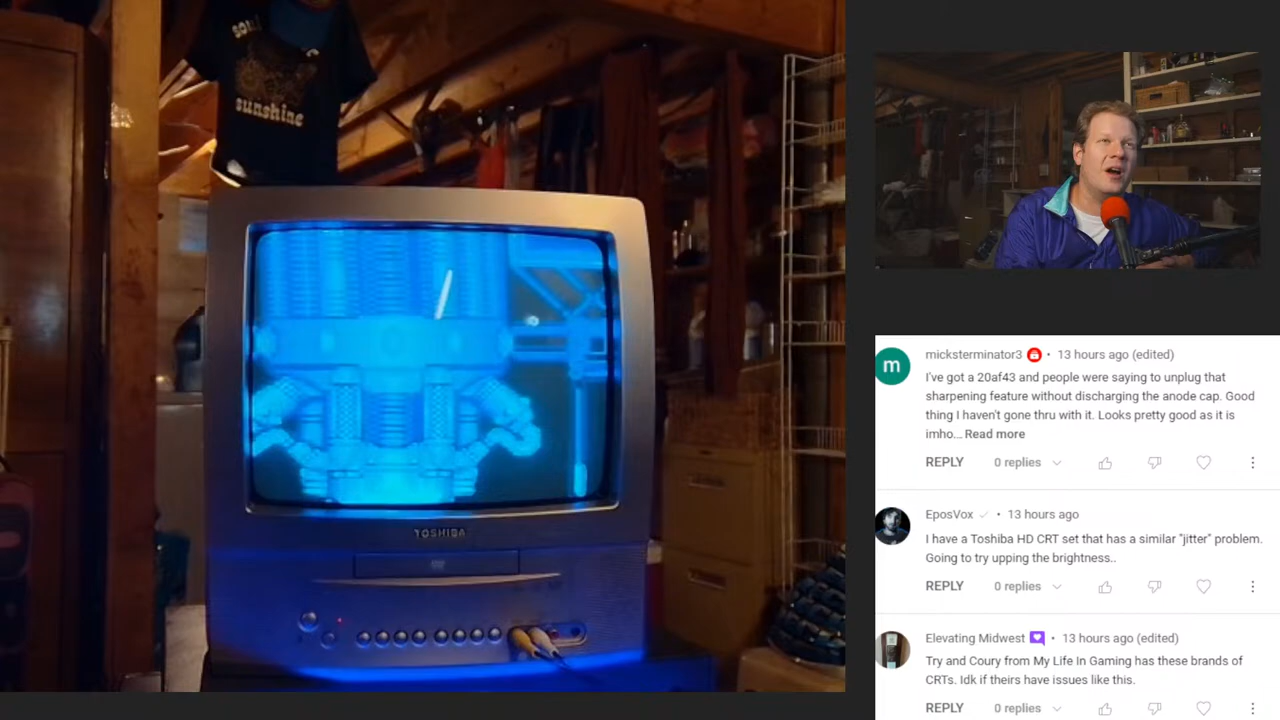 sunshine
TOSHIBA
m
micksterminator3 • 13 hours ago (edited)
I've got a 20af43 and people were saying to unplug that
sharpening feature without discharging the anode cap. Good
thing I haven't gone thru with it. Looks pretty good as it is
imho... Read more
REPLY 0 replies
EposVox • 13 hours ago
I have a Toshiba HD CRT set that has a similar "jitter" problem.
Going to try upping the brightness..
REPLY 0 replies
Elevating Midwest • 13 hours ago (edited)
Try and Coury from My Life In Gaming has these brands of
CRTs. Idk if theirs have issues like this.
REPLY 0 replies